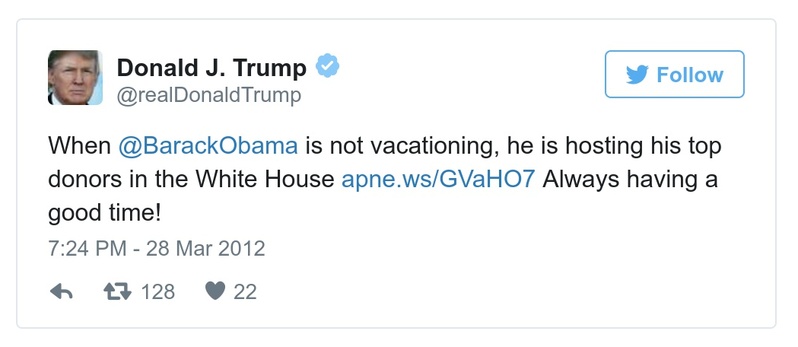 Donald J. Trump
@realDonaldTrump
Follow
When @BarackObama is not vacationing, he is hosting his top
donors in the White House apne.ws/GVaHO7 Always having a
good time!
7:24 PM - 28 Mar 2012
128
22